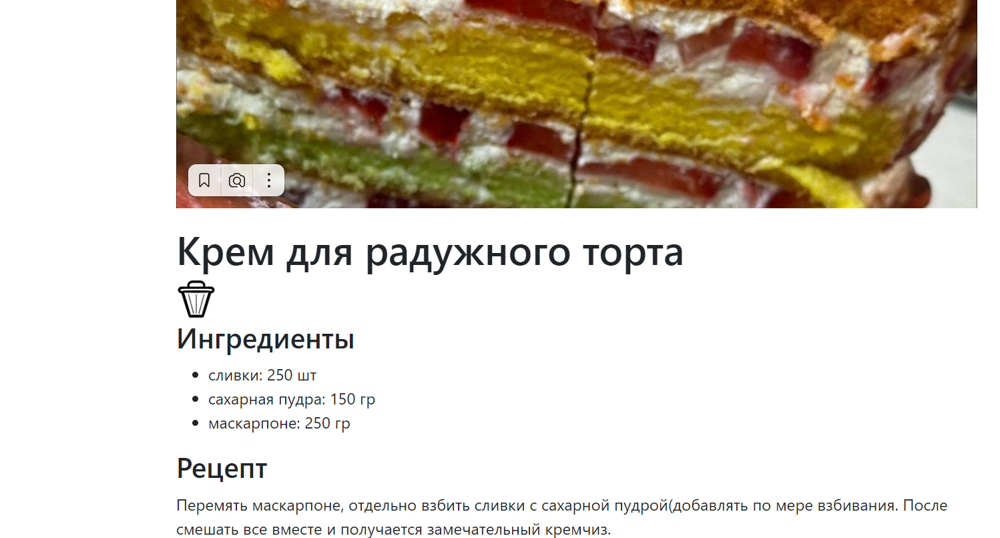 Крем для радужного торта
Ингредиенты
сливки: 250 шт
сахарная пудра: 150 гр
маскарпоне: 250 гр
Рецепт
Перемять маскарпоне, отдельно взбить сливки с сахарной пудрой(добавлять по мере взбивания. После
смешать все вместе и получается замечательный кремчиз.